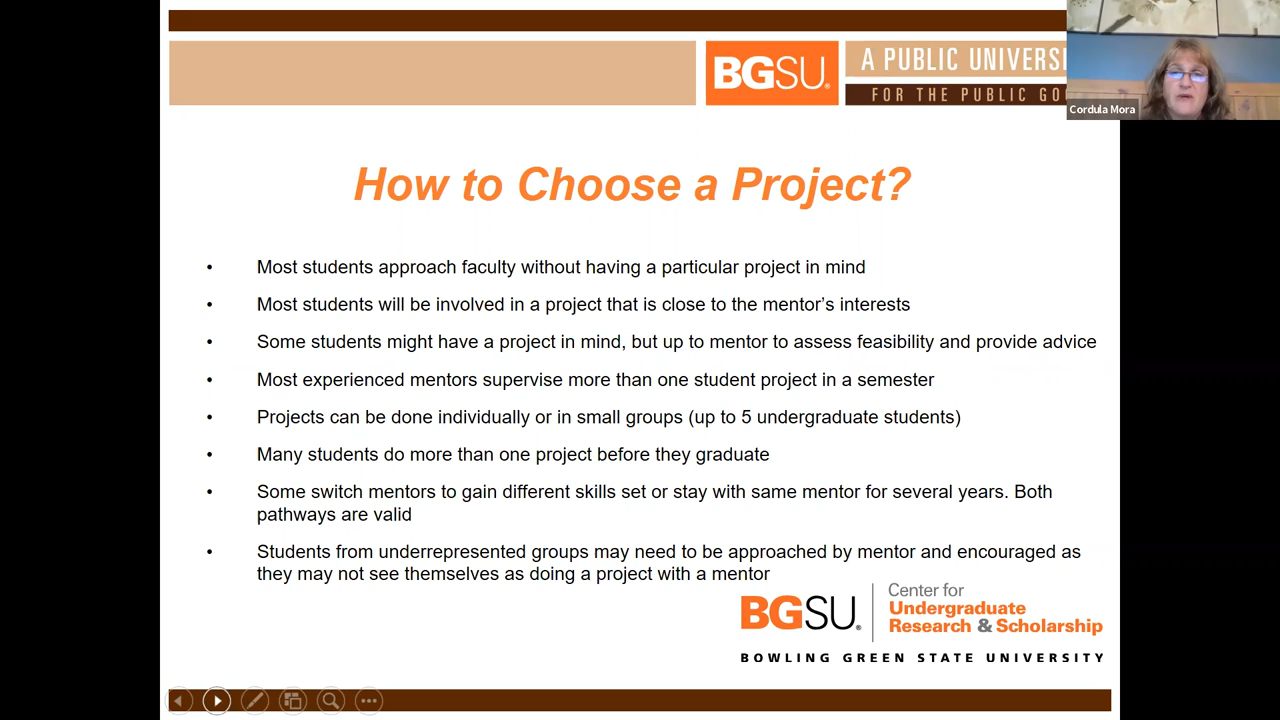 BGSU®
A PUBLIC UNIVERSI
FOR THE PUBLIC GO
Cordula Mora
How to Choose a Project?
• Most students approach faculty without having a particular project in mind
• Most students will be involved in a project that is close to the mentor’s interests
• Some students might have a project in mind, but up to mentor to assess feasibility and provide advice
• Most experienced mentors supervise more than one student project in a semester
• Projects can be done individually or in small groups (up to 5 undergraduate students)
• Many students do more than one project before they graduate
• Some switch mentors to gain different skills set or stay with same mentor for several years. Both
pathways are valid
• Students from underrepresented groups may need to be approached by mentor and encouraged as
they may not see themselves as doing a project with a mentor
BGSU®
Center for
Undergraduate
Research & Scholarship
BOWLING GREEN STATE UNIVERSITY